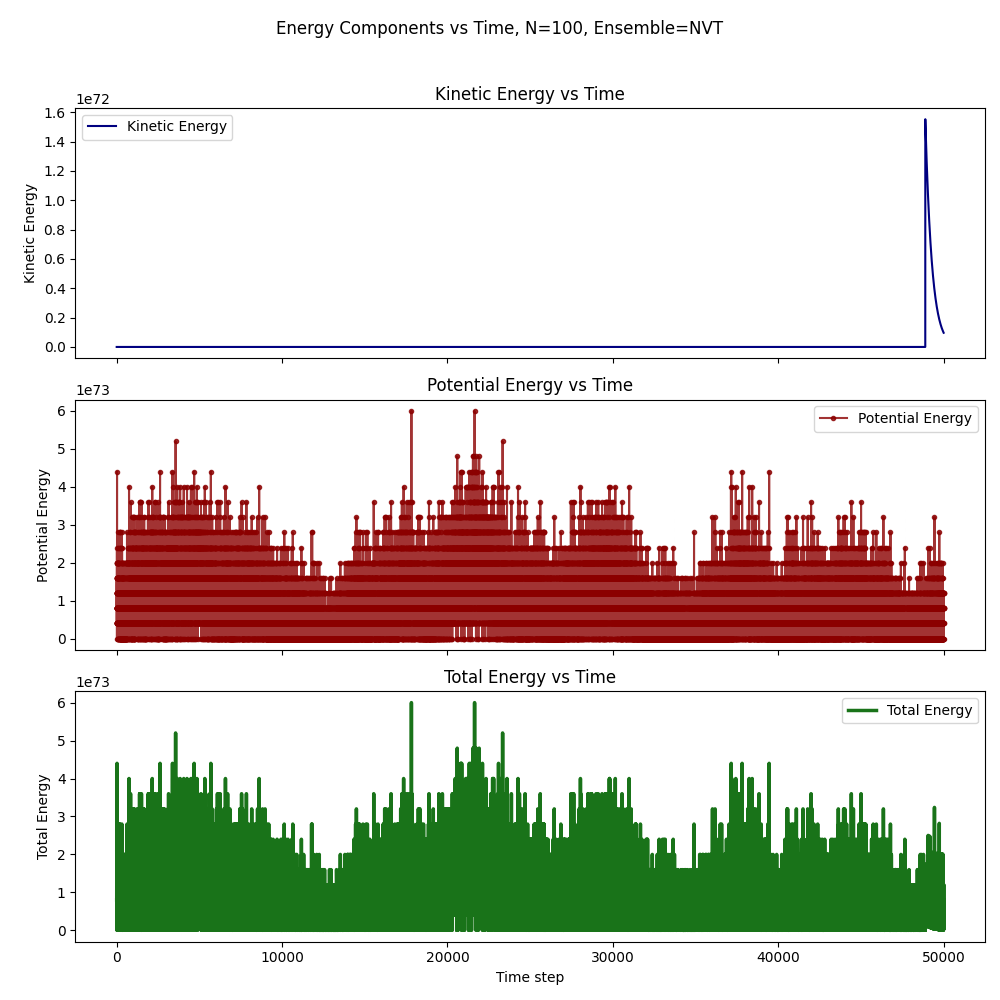 Energy Components vs Time, N=100, Ensemble=NVT
Kinetic Energy vs Time
1e72
Kinetic Energy
Kinetic Energy
1.6
1.4
1.2
1.0
0.8
0.6
0.4
0.2
0.0
Potential Energy vs Time
1e73
Potential Energy
Potential Energy
6
5
4
3
2
1
0
Total Energy vs Time
1e73
Total Energy
Total Energy
6
5
4
3
2
1
0
0 10000 20000 30000 40000 50000
Time step